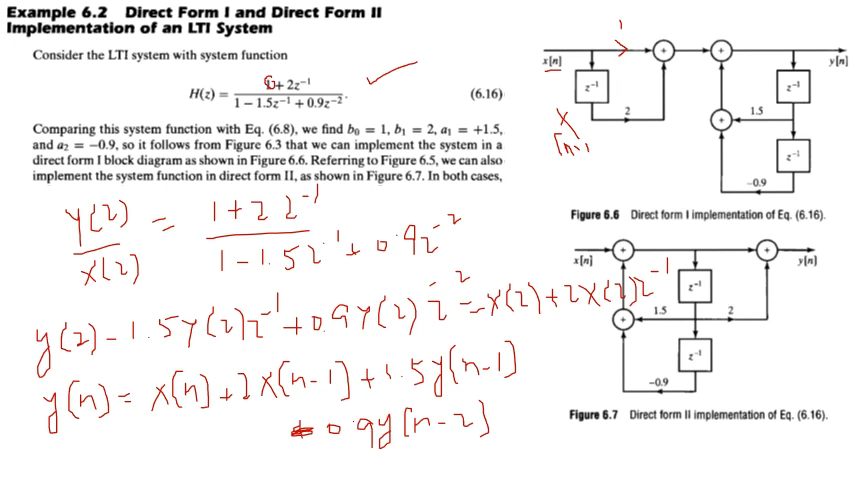 Example 6.2 Direct Form I and Direct Form II
Implementation of an LTI System
Consider the LTI system with system function
H(z) = (1 + 2z⁻¹) / (1 − 1.5z⁻¹ + 0.9z⁻²). (6.16)
Comparing this system function with Eq. (6.8), we find b₀ = 1, b₁ = 2, a₁ = +1.5,
and a₂ = −0.9, so it follows from Figure 6.3 that we can implement the system in a
direct form I block diagram as shown in Figure 6.6. Referring to Figure 6.5, we can also
implement the system function in direct form II, as shown in Figure 6.7. In both cases,
y(z) / x(z) = (1 + 2z⁻¹) / (1 − 1.5z⁻¹ + 0.9z⁻²)
y(z) − 1.5y(z)z⁻¹ + 0.9y(z)z⁻² = x(z) + 2x(z)z⁻¹
y[n] = x[n] + 2x[n−1] + 1.5y[n−1]
- 0.9y[n−2]
1
+
+
x[n]
y[n]
z⁻¹
z⁻¹
x
[n-1
2
+
1.5
z⁻¹
−0.9
Figure 6.6 Direct form I implementation of Eq. (6.16).
+
+
x[n]
y[n]
z⁻¹
+
1.5
2
z⁻¹
−0.9
Figure 6.7 Direct form II implementation of Eq. (6.16).